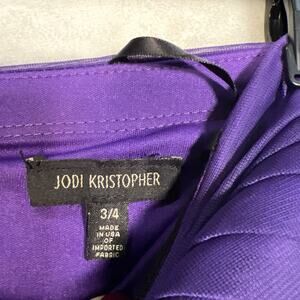 JODI KRISTOPHER
3/4
MADE
IN USA
OF
IMPORTED
FABRIC